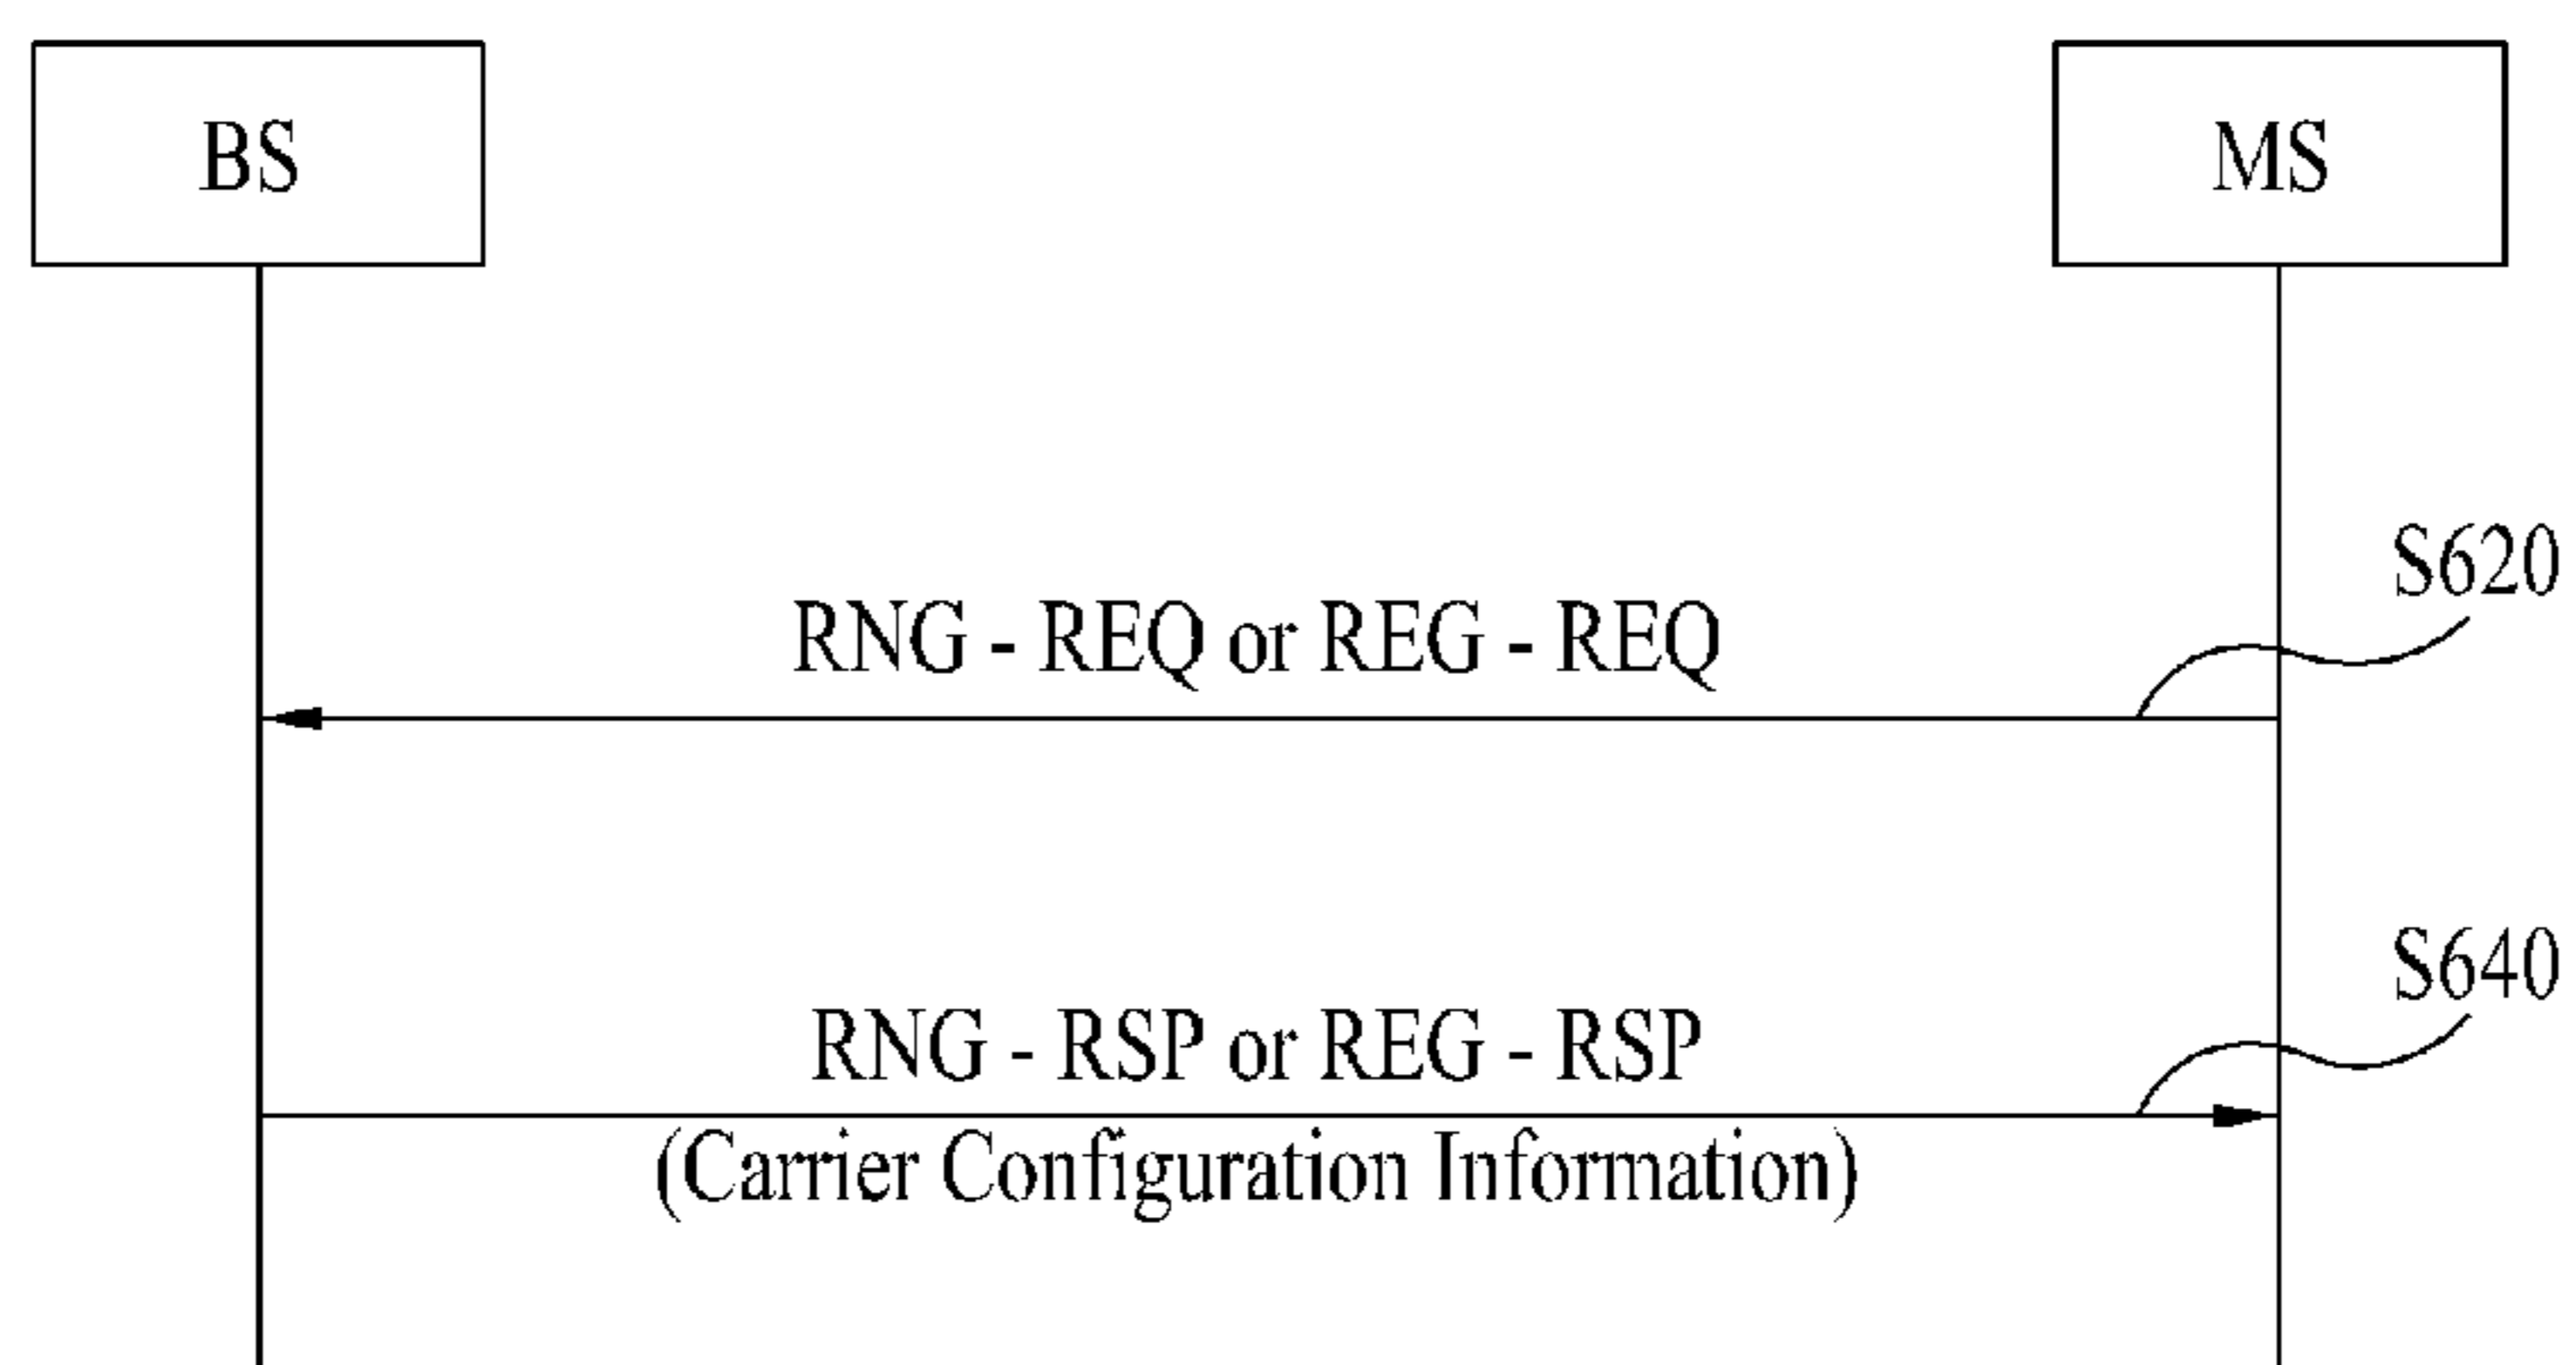 BS
MS
S620
RNG - REQ or REG - REQ
S640
RNG - RSP or REG - RSP
(Carrier Configuration Information)